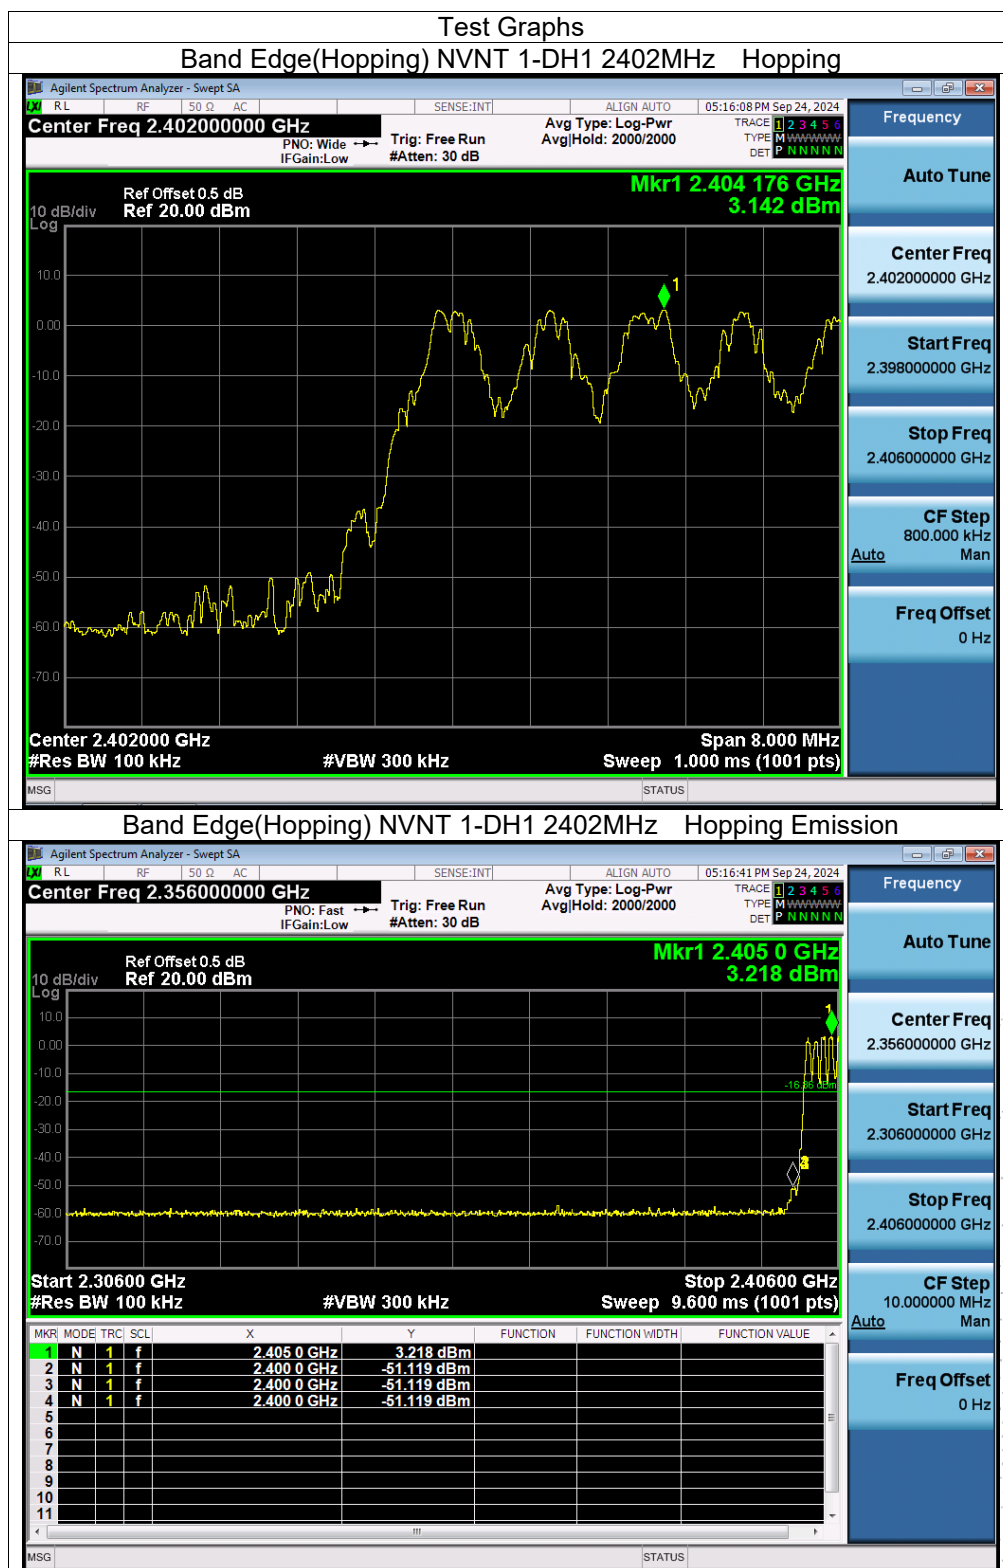 Test Graphs
Band Edge(Hopping) NVNT 1-DH1 2402MHz    Hopping
Agilent Spectrum Analyzer - Swept SA
LXI RL RF 50 Ω AC SENSE:INT ALIGN AUTO 05:16:08 PM Sep 24, 2024
Center Freq 2.402000000 GHz
PNO: Wide
IFGain:Low
Trig: Free Run
#Atten: 30 dB
Avg Type: Log-Pwr
Avg|Hold: 2000/2000
TRACE 1 2 3 4 5 6
TYPE M WWWWW
DET P N N N N N
Mkr1 2.404 176 GHz
3.142 dBm
Ref Offset 0.5 dB
10 dB/div Ref 20.00 dBm
Log
10.0
0.00
-10.0
-20.0
-30.0
-40.0
-50.0
-60.0
-70.0
1
Center 2.402000 GHz Span 8.000 MHz
#Res BW 100 kHz #VBW 300 kHz Sweep 1.000 ms (1001 pts)
MSG STATUS
Frequency
Auto Tune
Center Freq
2.402000000 GHz
Start Freq
2.398000000 GHz
Stop Freq
2.406000000 GHz
CF Step
800.000 kHz
Auto Man
Freq Offset
0 Hz
Band Edge(Hopping) NVNT 1-DH1 2402MHz    Hopping Emission
Agilent Spectrum Analyzer - Swept SA
LXI RL RF 50 Ω AC SENSE:INT ALIGN AUTO 05:16:41 PM Sep 24, 2024
Center Freq 2.356000000 GHz
PNO: Fast
IFGain:Low
Trig: Free Run
#Atten: 30 dB
Avg Type: Log-Pwr
Avg|Hold: 2000/2000
TRACE 1 2 3 4 5 6
TYPE M WWWWW
DET P N N N N N
Mkr1 2.405 0 GHz
3.218 dBm
Ref Offset 0.5 dB
10 dB/div Ref 20.00 dBm
Log
10.0
0.00
-10.0
-20.0
-30.0
-40.0
-50.0
-60.0
-70.0
1
Start 2.30600 GHz Stop 2.40600 GHz
#Res BW 100 kHz #VBW 300 kHz Sweep 9.600 ms (1001 pts)
MKR MODE TRC SCL X Y FUNCTION FUNCTION WIDTH FUNCTION VALUE
1 N 1 f 2.405 0 GHz 3.218 dBm
2 N 1 f 2.400 0 GHz -51.119 dBm
3 N 1 f 2.400 0 GHz -51.119 dBm
4 N 1 f 2.400 0 GHz -51.119 dBm
5
6
7
8
9
10
11
MSG STATUS
Frequency
Auto Tune
Center Freq
2.356000000 GHz
Start Freq
2.306000000 GHz
Stop Freq
2.406000000 GHz
CF Step
10.000000 MHz
Auto Man
Freq Offset
0 Hz